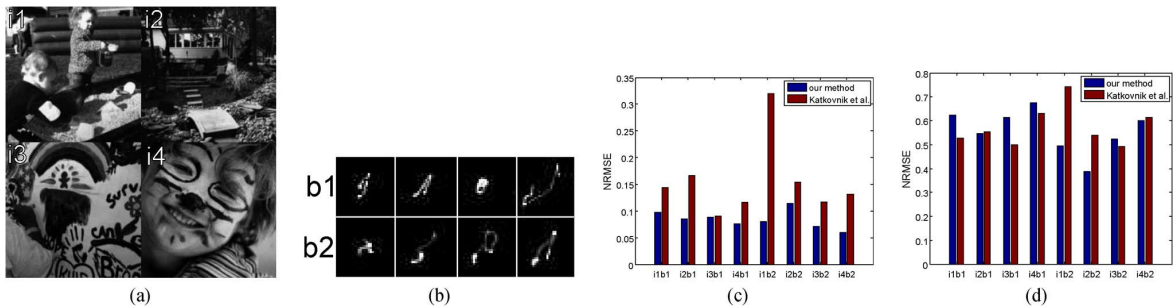 i1
i2
i3
i4
SURV
(a)
b1
b2
(b)
0.35
0.3
0.25
0.2
0.15
0.1
0.05
0
NRMSE
our method
Katkovnik et al.
i1b1 i2b1 i3b1 i4b1 i1b2 i2b2 i3b2 i4b2
(c)
0.9
0.8
0.7
0.6
0.5
0.4
0.3
0.2
0.1
0
NRMSE
our method
Katkovnik et al.
i1b1 i2b1 i3b1 i4b1 i1b2 i2b2 i3b2 i4b2
(d)